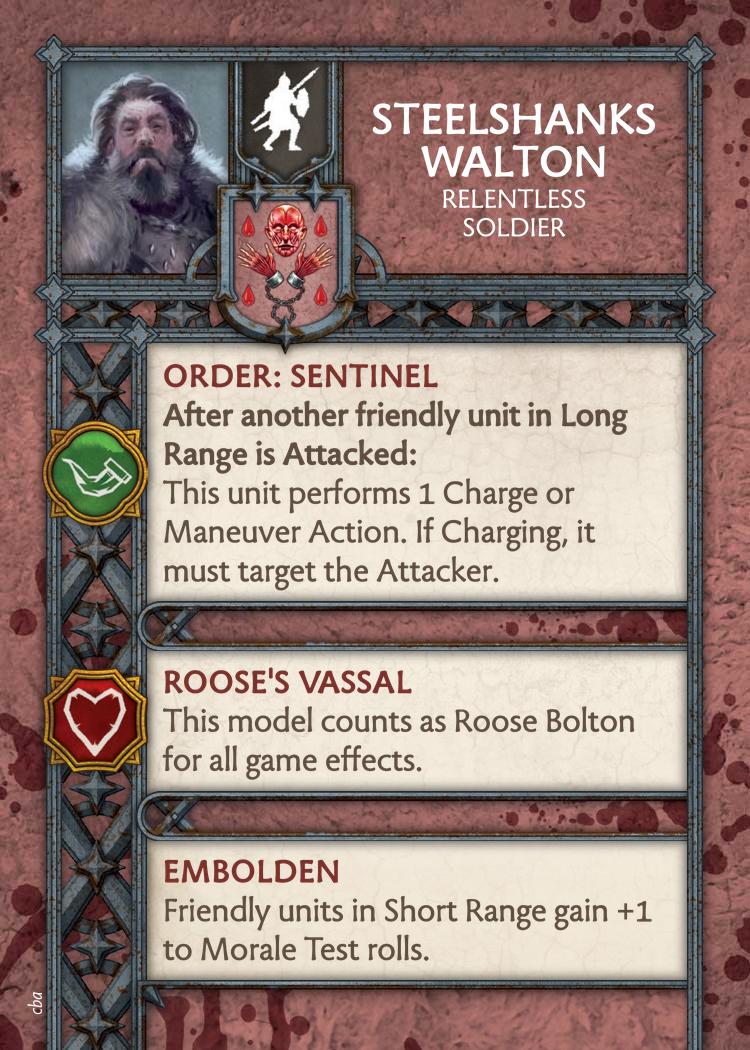 STEELSHANKS
WALTON
RELENTLESS
SOLDIER
ORDER: SENTINEL
After another friendly unit in Long
Range is Attacked:
This unit performs 1 Charge or
Maneuver Action. If Charging, it
must target the Attacker.
ROOSE'S VASSAL
This model counts as Roose Bolton
for all game effects.
EMBOLDEN
Friendly units in Short Range gain +1
to Morale Test rolls.
cba